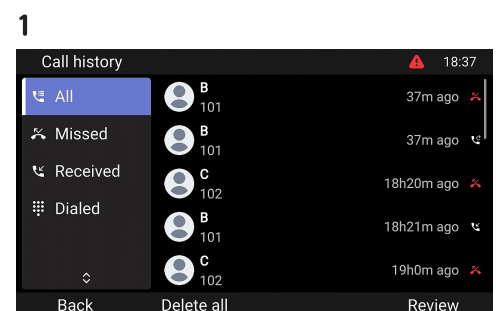 1
Call history 18:37
All
Missed
Received
Dialed
B
101
37m ago
B
101
37m ago
C
102
18h20m ago
B
101
18h21m ago
C
102
19h0m ago
Back Delete all Review